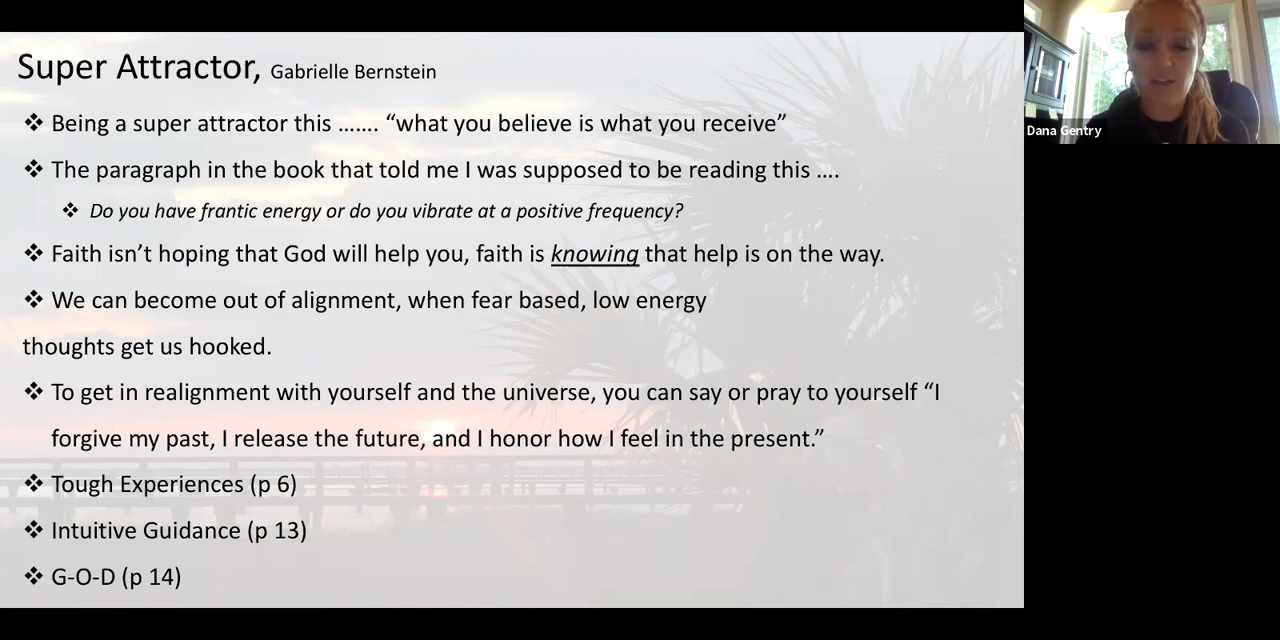 Super Attractor, Gabrielle Bernstein
❖ Being a super attractor this ……. “what you believe is what you receive”
❖ The paragraph in the book that told me I was supposed to be reading this ….
❖ Do you have frantic energy or do you vibrate at a positive frequency?
❖ Faith isn’t hoping that God will help you, faith is knowing that help is on the way.
❖ We can become out of alignment, when fear based, low energy
thoughts get us hooked.
❖ To get in realignment with yourself and the universe, you can say or pray to yourself “I
forgive my past, I release the future, and I honor how I feel in the present.”
❖ Tough Experiences (p 6)
❖ Intuitive Guidance (p 13)
❖ G-O-D (p 14)
Dana Gentry